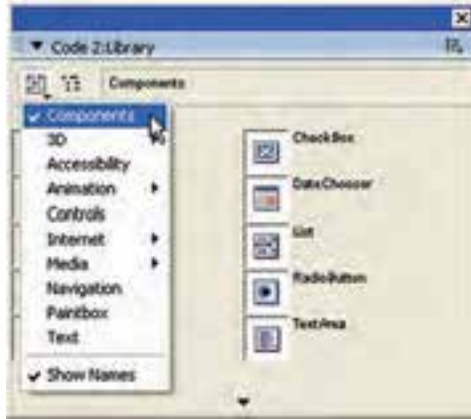 Code 2:Library
Components
Components
3D
Accessibility
Animation
Controls
Internet
Media
Navigation
Paintbox
Text
Show Names
CheckBox
DateChooser
List
RadioButton
TextArea